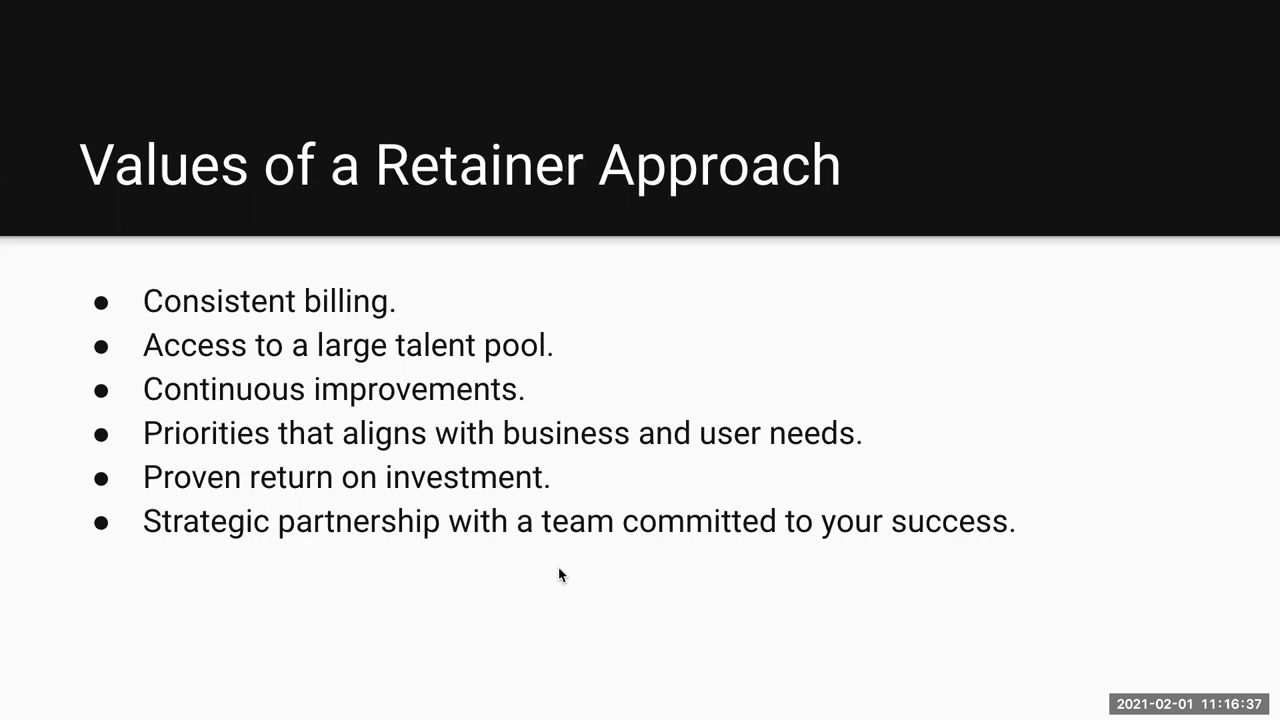 Values of a Retainer Approach
● Consistent billing.
● Access to a large talent pool.
● Continuous improvements.
● Priorities that aligns with business and user needs.
● Proven return on investment.
● Strategic partnership with a team committed to your success.
2021-02-01 11:16:37